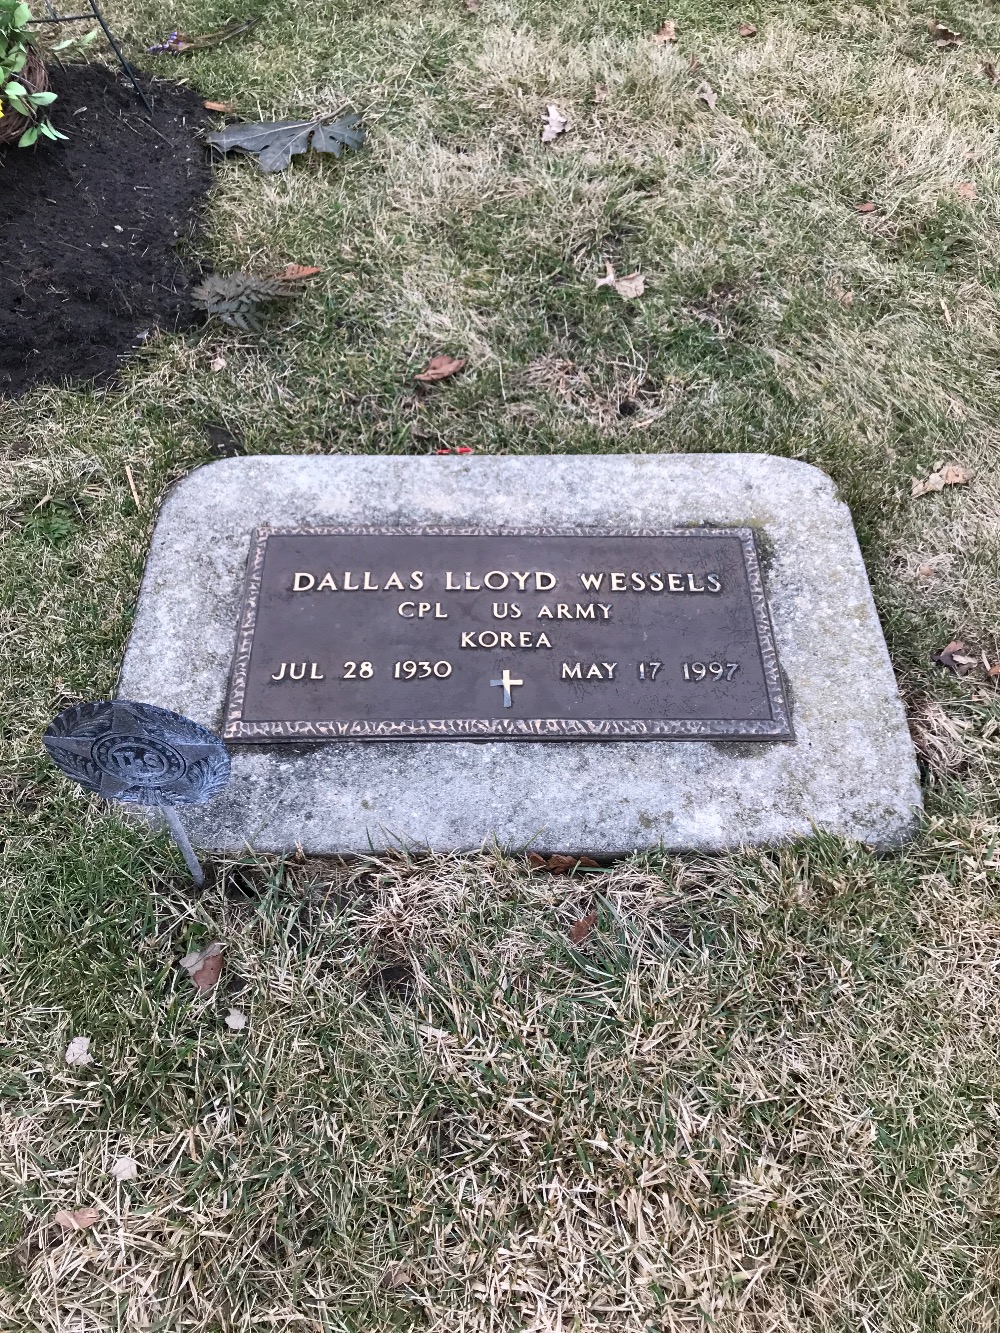 DALLAS LLOYD WESSELS
CPL US ARMY
KOREA
JUL 28 1930 MAY 17 1997